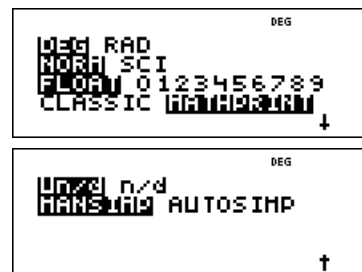 DEG
DEG RAD
NORM SCI
FLOAT 0123456789
CLASSIC MATHPRINT
↓
DEG
Un/d n/d
MANSIMP AUTOSIMP
↑